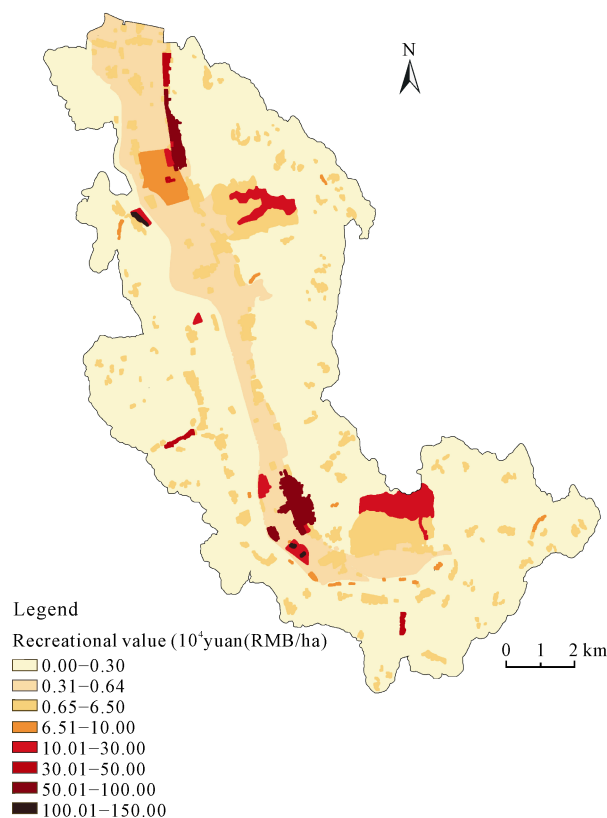 N
Legend
Recreational value (10⁴yuan(RMB/ha)
0.00−0.30
0.31−0.64
0.65−6.50
6.51−10.00
10.01−30.00
30.01−50.00
50.01−100.00
100.01−150.00
0 1 2 km